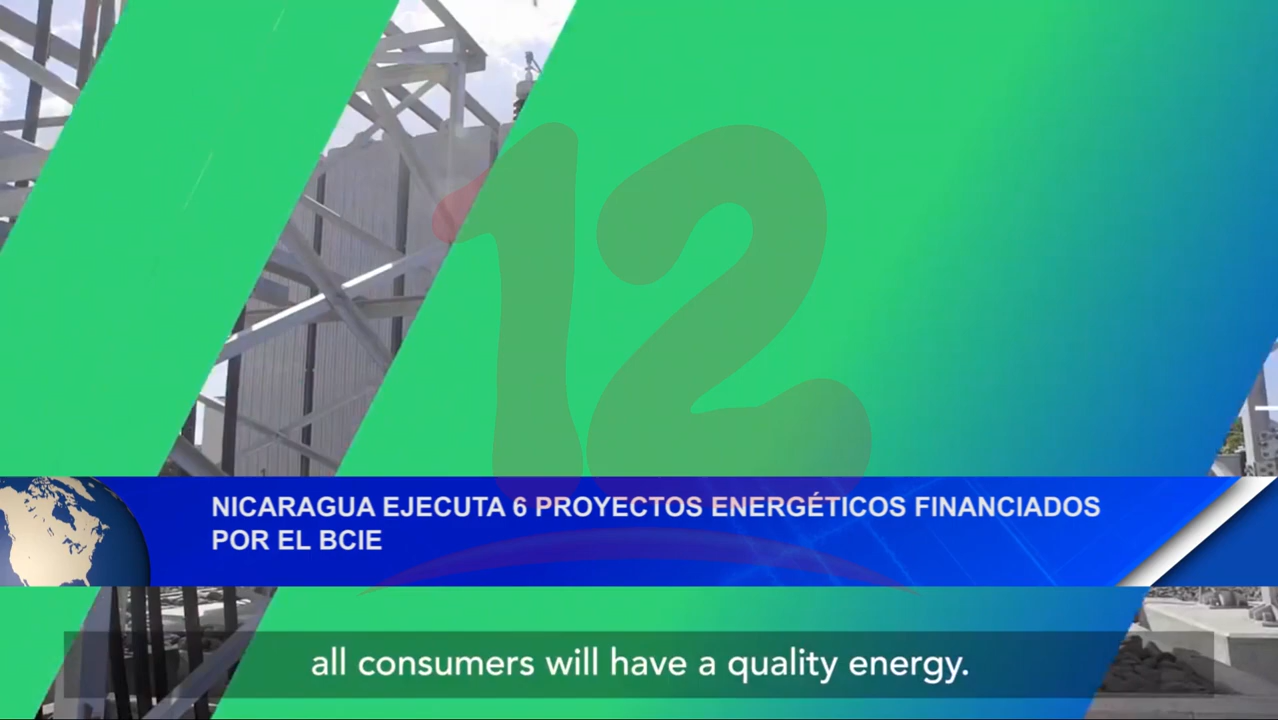 12
NICARAGUA EJECUTA 6 PROYECTOS ENERGÉTICOS FINANCIADOS
POR EL BCIE
all consumers will have a quality energy.